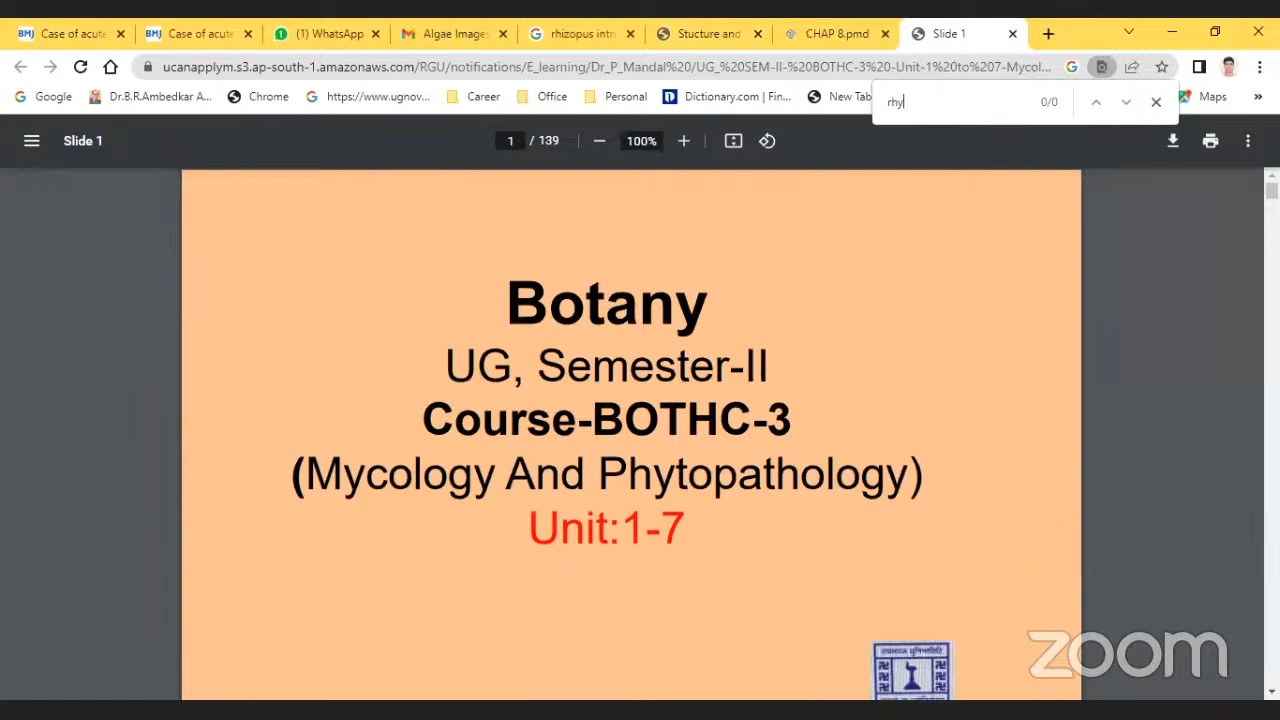 Case of acute
Case of acute
(1) WhatsApp
Algae Images
rhizopus intr
Stucture and
CHAP 8.pmd
Slide 1
ucanapplym.s3.ap-south-1.amazonaws.com/RGU/notifications/E_learning/Dr_P_Mandal%20/UG_%20SEM-II-%20BOTHC-3%20-Unit-1%20to%207-Mycol...
Google
Dr.B.R.Ambedkar A...
Chrome
https://www.ugnov...
Career
Office
Personal
Dictionary.com | Fin...
New Tab
Maps
»
rhy
0/0
Slide 1
1 / 139
100%
Botany
UG, Semester-II
Course-BOTHC-3
(Mycology And Phytopathology)
Unit:1-7
zoom